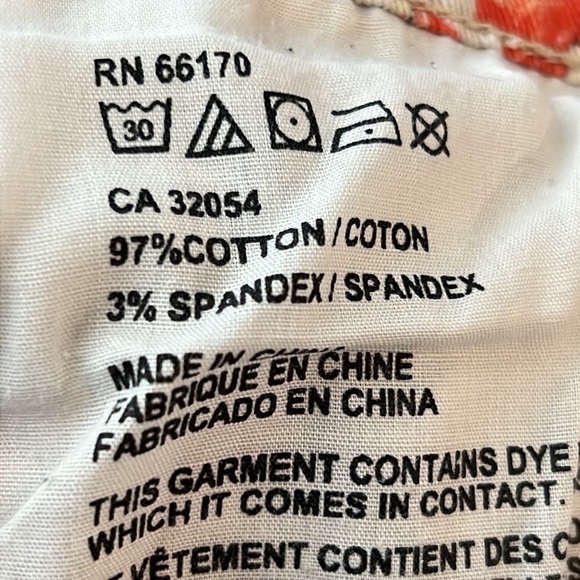 RN 66170
30
CA 32054
97%COTTON/COTON
3% SPANDEX/SPANDEX
MADE IN
FABRIQUE EN CHINE
FABRICADO EN CHINA
THIS GARMENT CONTAINS DYE
WHICH IT COMES IN CONTACT.
VÊTEMENT CONTIENT DES C